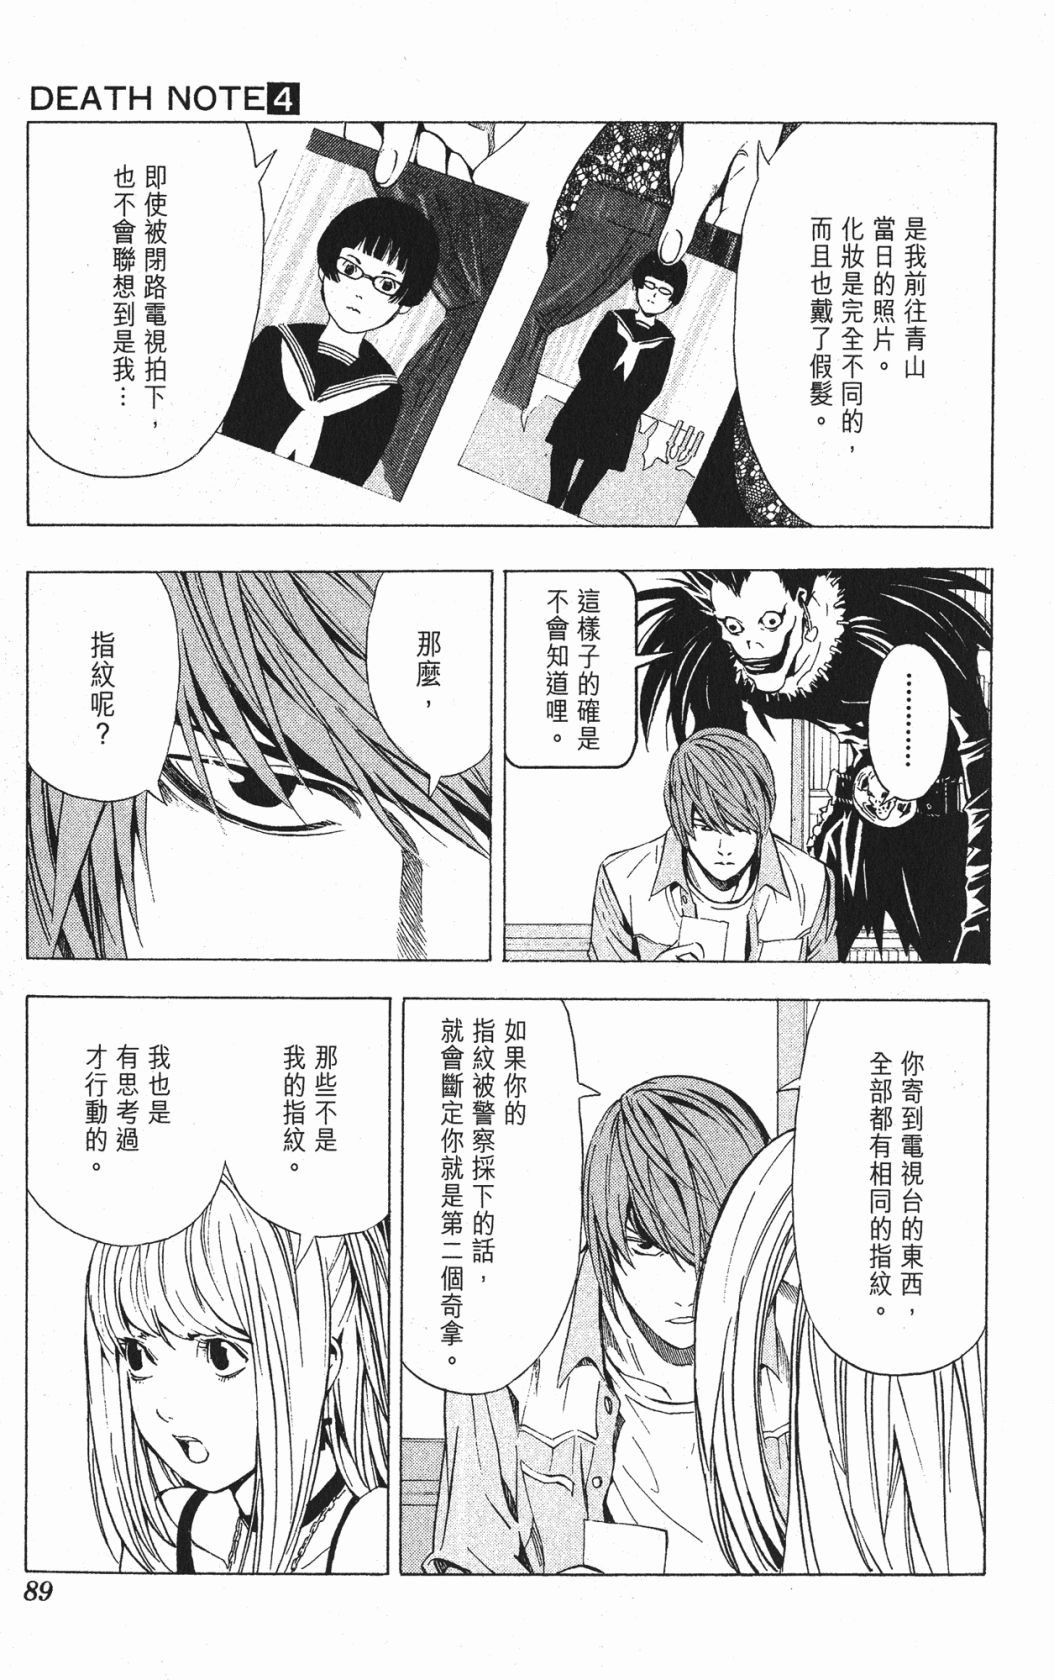 DEATH NOTE 4
是我前往青山
當日的照片。
化妝是完全不同的，
而且也戴了假髮。
即使被閉路電視拍下，
也不會聯想到是我…
………
這樣子的確是
不會知道哩。
那麼，
指紋呢？
你寄到電視台的東西，
全部都有相同的指紋。
如果你的
指紋被警察採下的話，
就會斷定你就是第二個奇拿。
那些不是
我的指紋。
我也是
有思考過
才行動的。
89